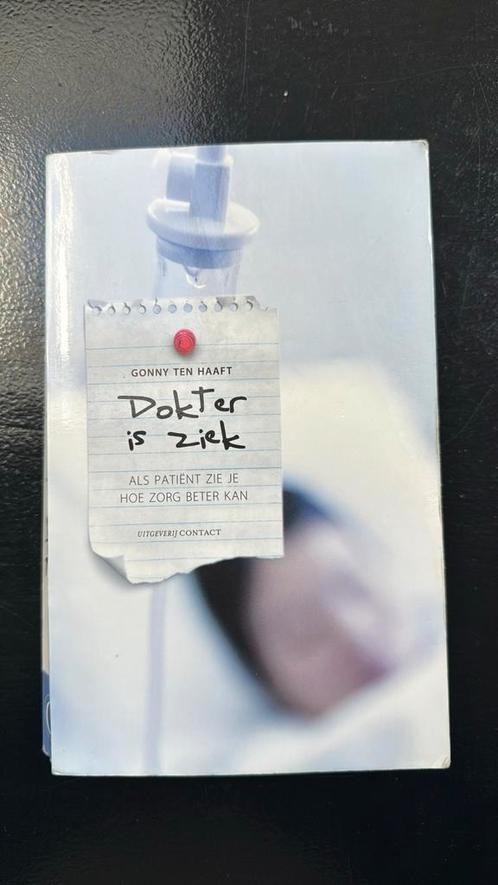 GONNY TEN HAAFT
Dokter
is ziek
ALS PATIËNT ZIE JE
HOE ZORG BETER KAN
UITGEVERIJ CONTACT